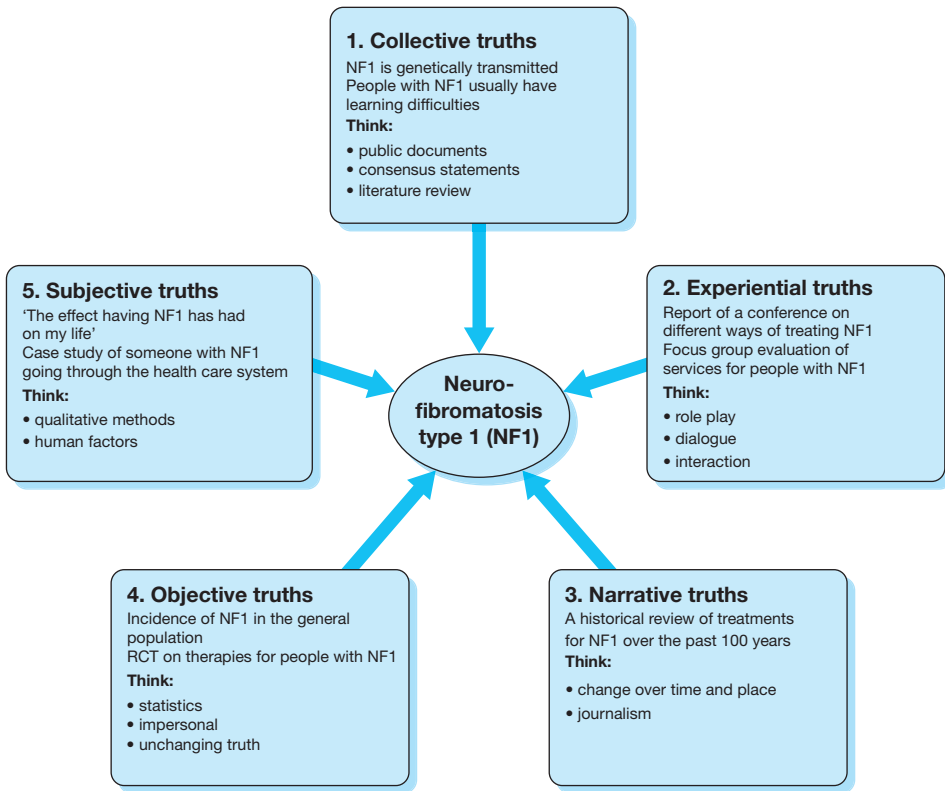 1. Collective truths
NF1 is genetically transmitted
People with NF1 usually have
learning difficulties
Think:
• public documents
• consensus statements
• literature review
5. Subjective truths
‘The effect having NF1 has had
on my life’
Case study of someone with NF1
going through the health care system
Think:
• qualitative methods
• human factors
2. Experiential truths
Report of a conference on
different ways of treating NF1
Focus group evaluation of
services for people with NF1
Think:
• role play
• dialogue
• interaction
Neuro-
fibromatosis
type 1 (NF1)
4. Objective truths
Incidence of NF1 in the general
population
RCT on therapies for people with NF1
Think:
• statistics
• impersonal
• unchanging truth
3. Narrative truths
A historical review of treatments
for NF1 over the past 100 years
Think:
• change over time and place
• journalism